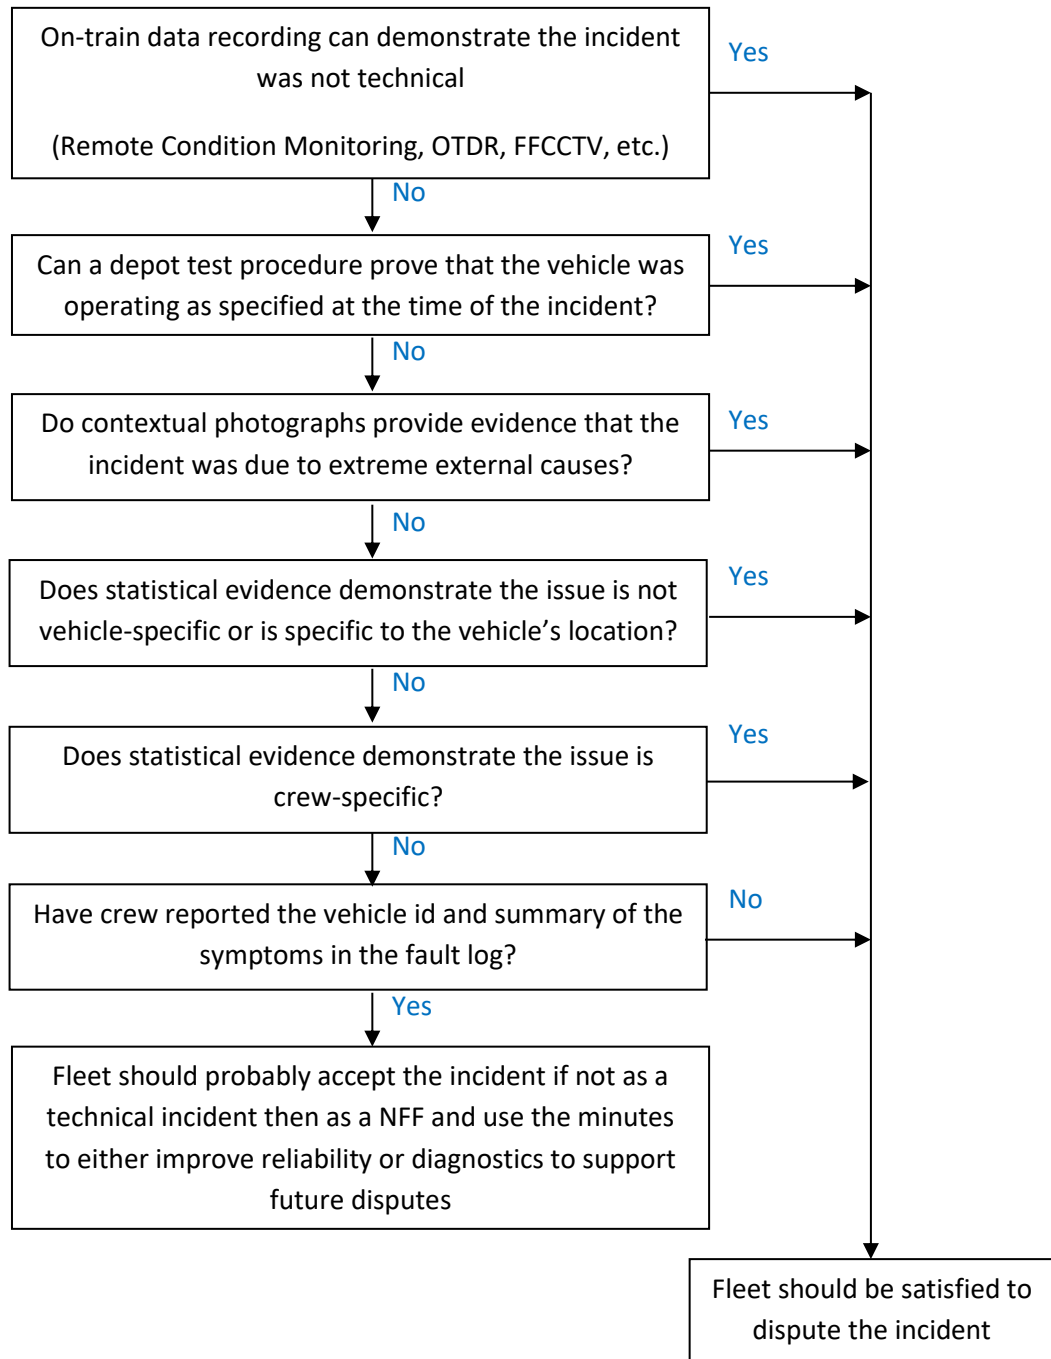 On-train data recording can demonstrate the incident
was not technical
(Remote Condition Monitoring, OTDR, FFCCTV, etc.)
Yes
No
Can a depot test procedure prove that the vehicle was
operating as specified at the time of the incident?
Yes
No
Do contextual photographs provide evidence that the
incident was due to extreme external causes?
Yes
No
Does statistical evidence demonstrate the issue is not
vehicle-specific or is specific to the vehicle's location?
Yes
No
Does statistical evidence demonstrate the issue is
crew-specific?
Yes
No
Have crew reported the vehicle id and summary of the
symptoms in the fault log?
No
Yes
Fleet should probably accept the incident if not as a
technical incident then as a NFF and use the minutes
to either improve reliability or diagnostics to support
future disputes
Fleet should be satisfied to
dispute the incident